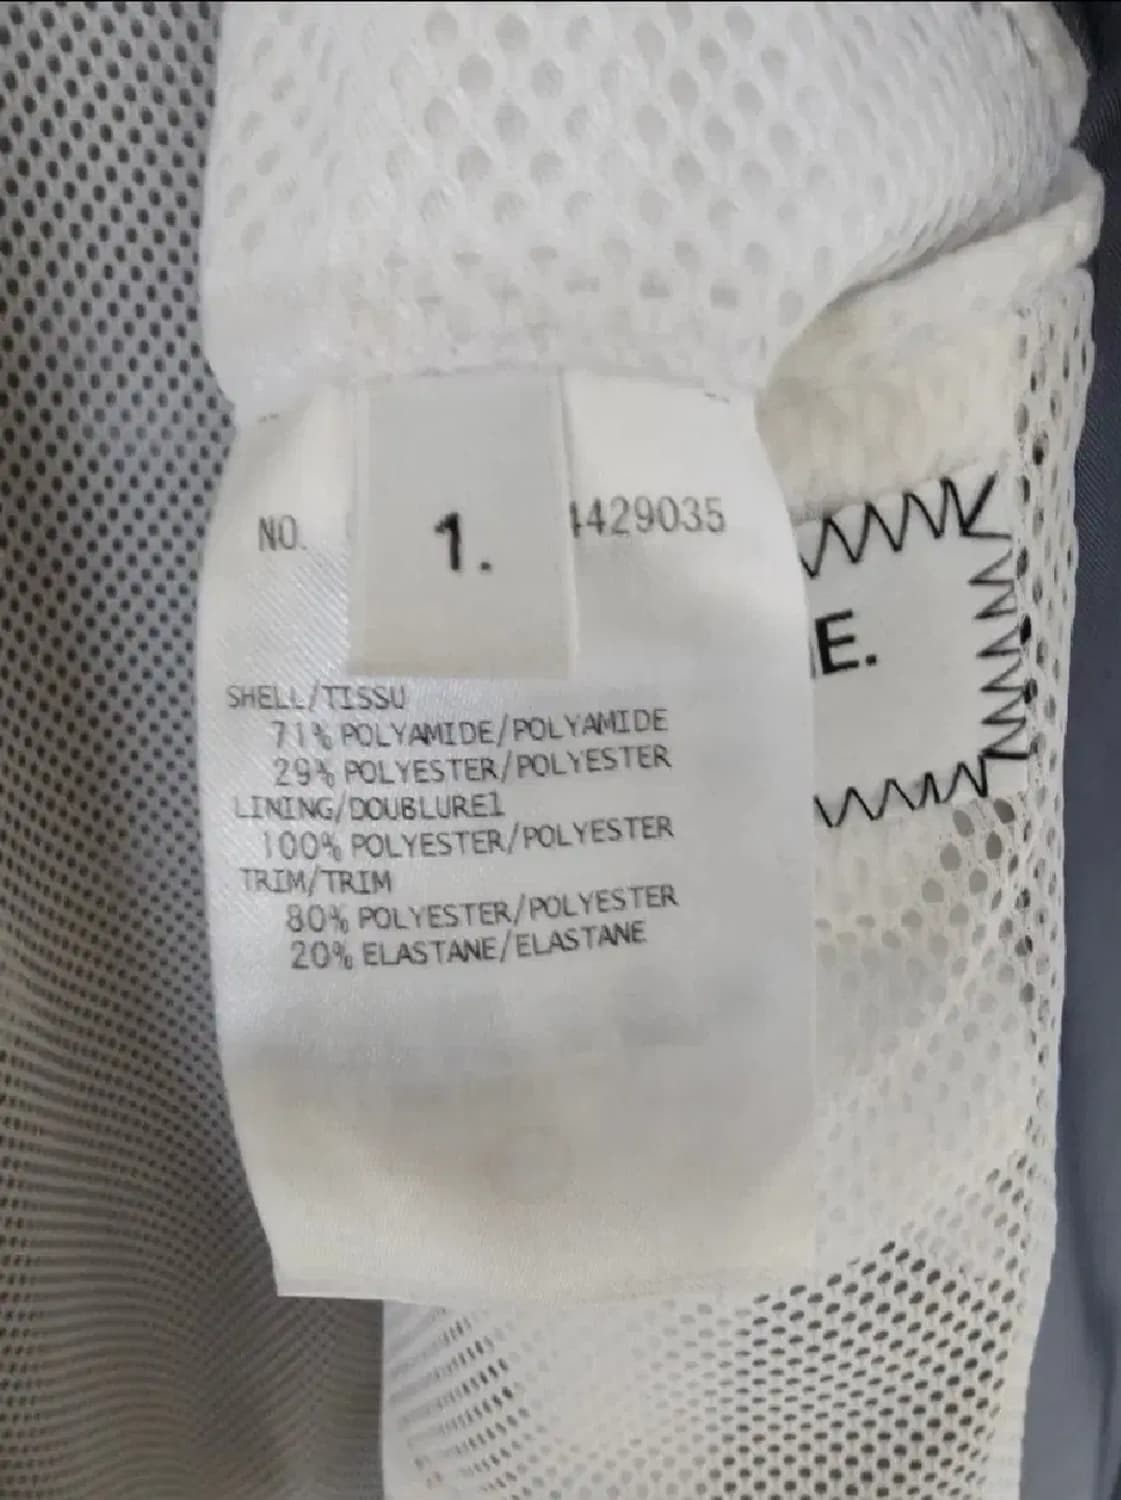 NO.
1.
4429035
E.
SHELL/TISSU
71% POLYAMIDE/POLYAMIDE
29% POLYESTER/POLYESTER
LINING/DOUBLURE1
100% POLYESTER/POLYESTER
TRIM/TRIM
80% POLYESTER/POLYESTER
20% ELASTANE/ELASTANE